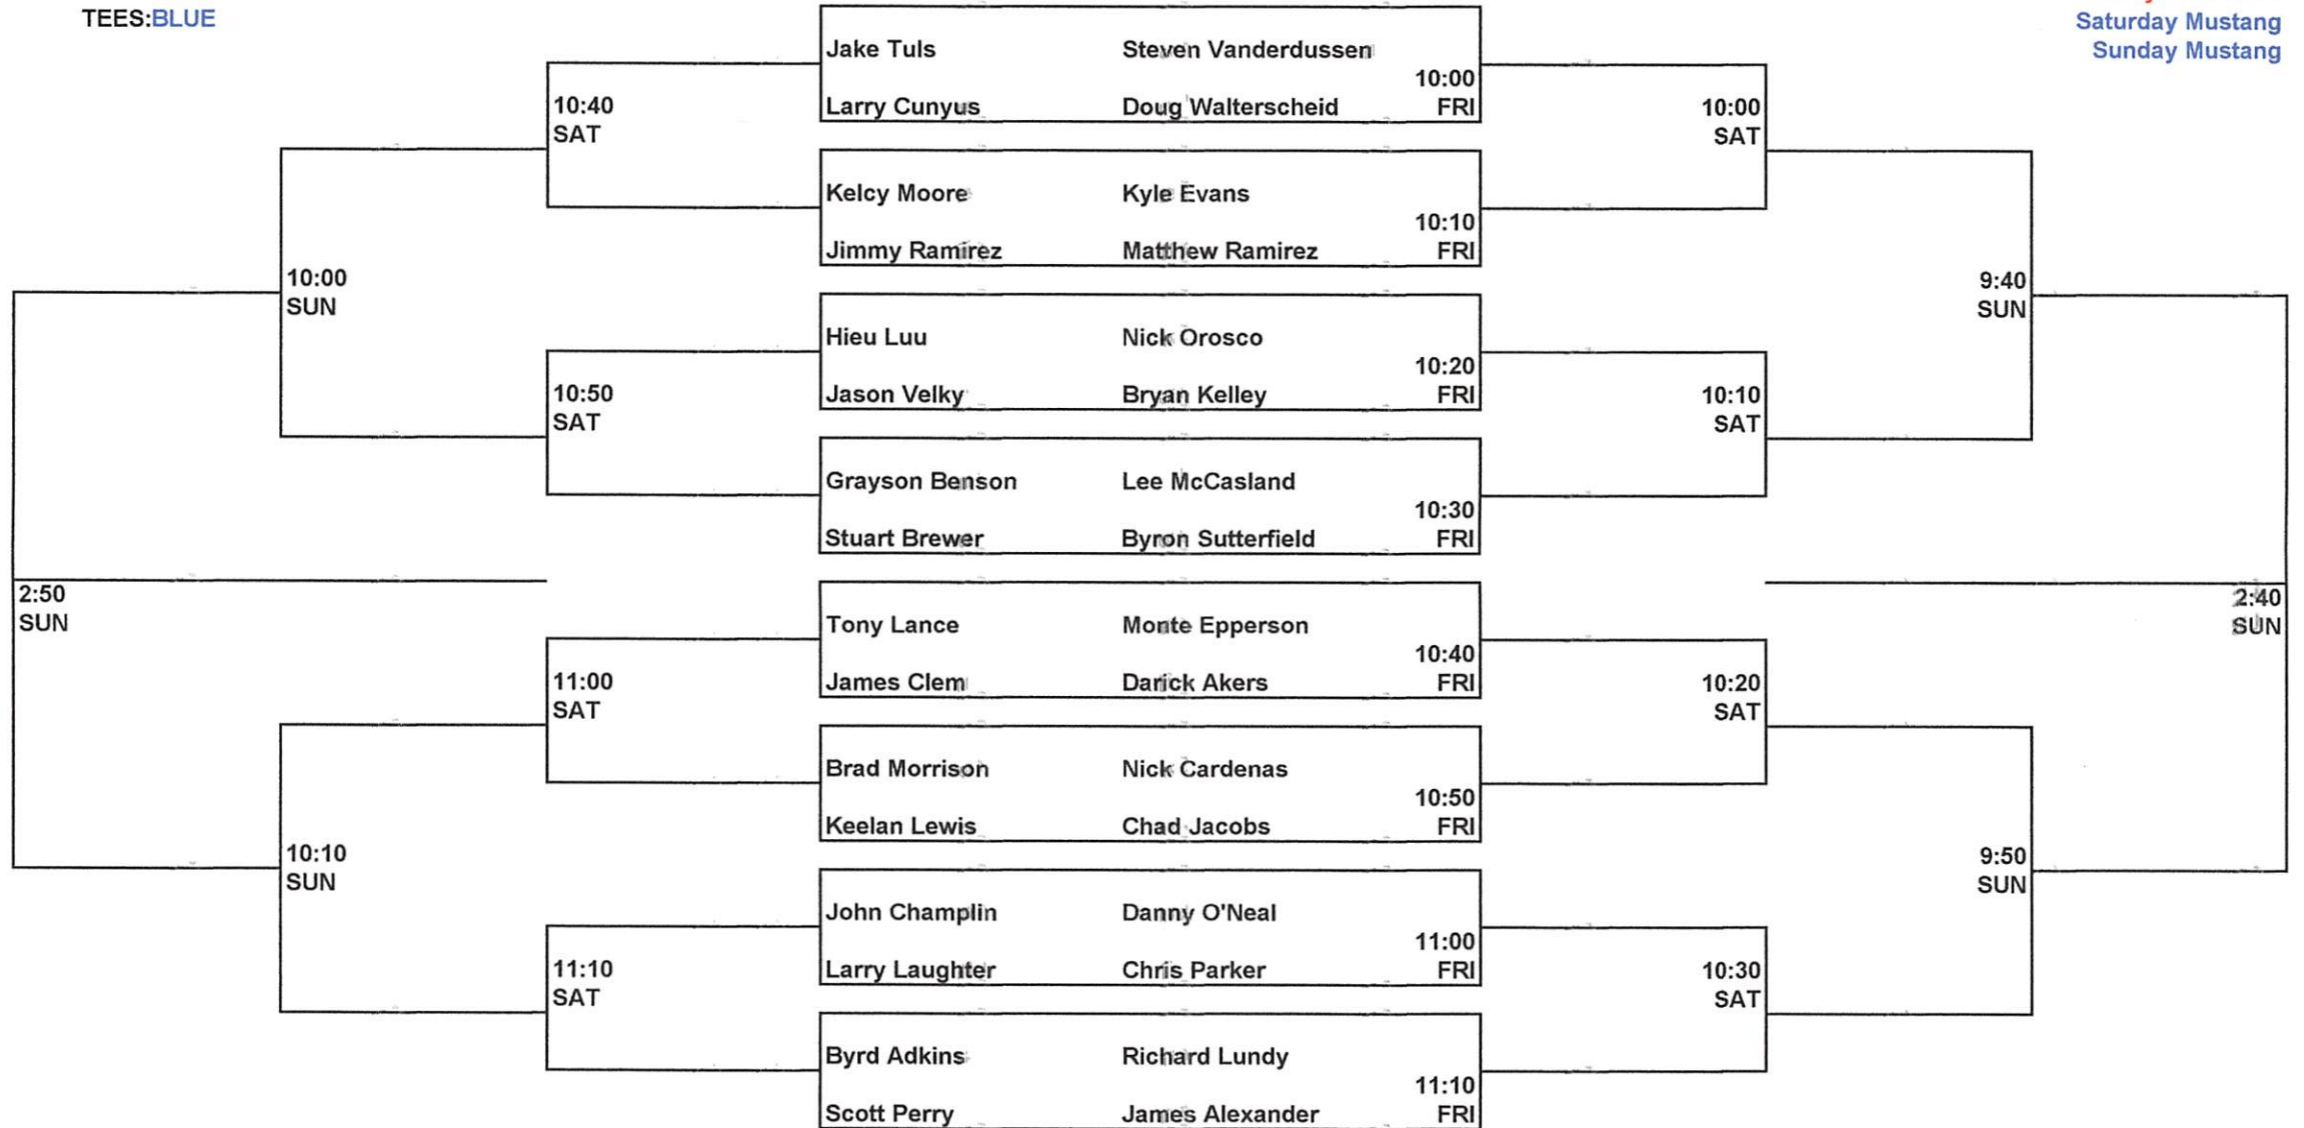 TEES:BLUE
Saturday Mustang
Sunday Mustang
Jake Tuls Steven Vanderdussen
10:00
Larry Cunyus Doug Walterscheid FRI
10:40
SAT
10:00
SAT
Kelcy Moore Kyle Evans
10:10
Jimmy Ramirez Matthew Ramirez FRI
10:00
SUN
9:40
SUN
Hieu Luu Nick Orosco
10:20
Jason Velky Bryan Kelley FRI
10:50
SAT
10:10
SAT
Grayson Benson Lee McCasland
10:30
Stuart Brewer Byron Sutterfield FRI
2:50
SUN
2:40
SUN
Tony Lance Monte Epperson
10:40
James Clem Darick Akers FRI
11:00
SAT
10:20
SAT
Brad Morrison Nick Cardenas
10:50
Keelan Lewis Chad Jacobs FRI
10:10
SUN
9:50
SUN
John Champlin Danny O'Neal
11:00
Larry Laughter Chris Parker FRI
11:10
SAT
10:30
SAT
Byrd Adkins Richard Lundy
11:10
Scott Perry James Alexander FRI